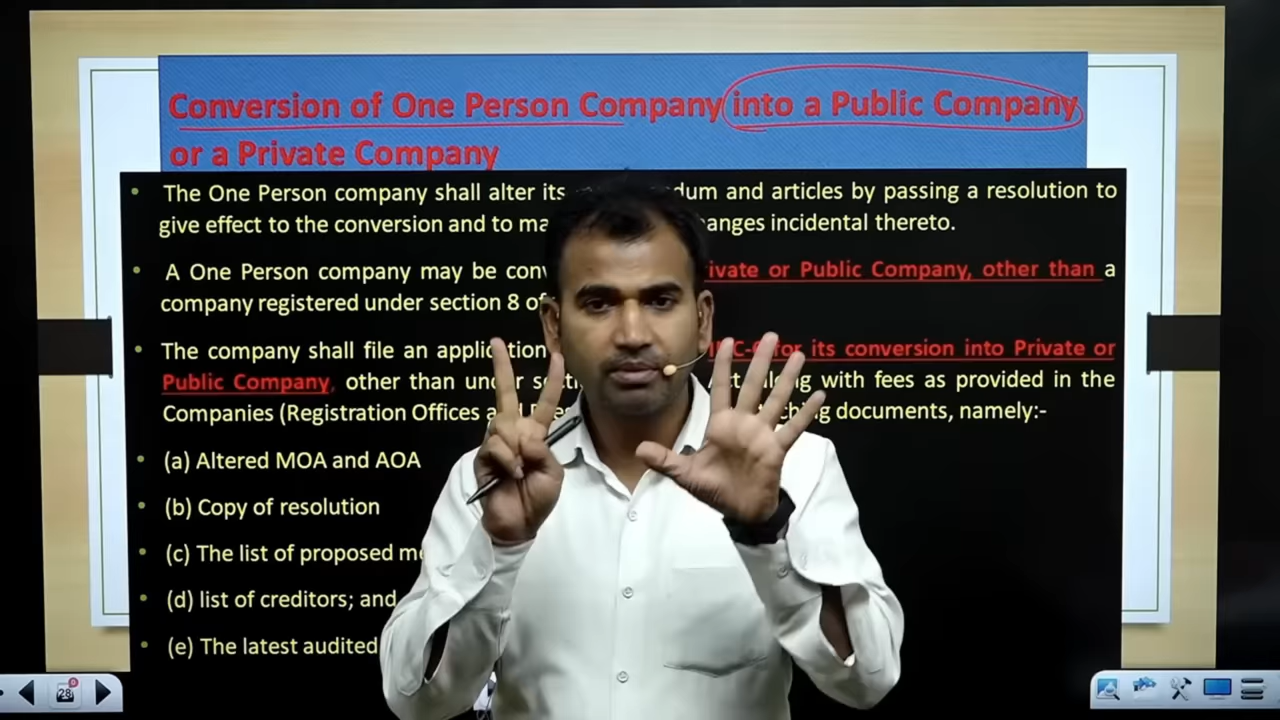 Conversion of One Person Company into a Public Company
or a Private Company
• The One Person company shall alter its dum and articles by passing a resolution to
give effect to the conversion and to ma anges incidental thereto.
• A One Person company may be conv ivate or Public Company, other than a
company registered under section 8 of
• The company shall file an application for its conversion into Private or
Public Company, other than under along with fees as provided in the
Companies (Registration Offices documents, namely:-
• (a) Altered MOA and AOA
• (b) Copy of resolution
• (c) The list of proposed me
• (d) list of creditors; and
• (e) The latest audited
28